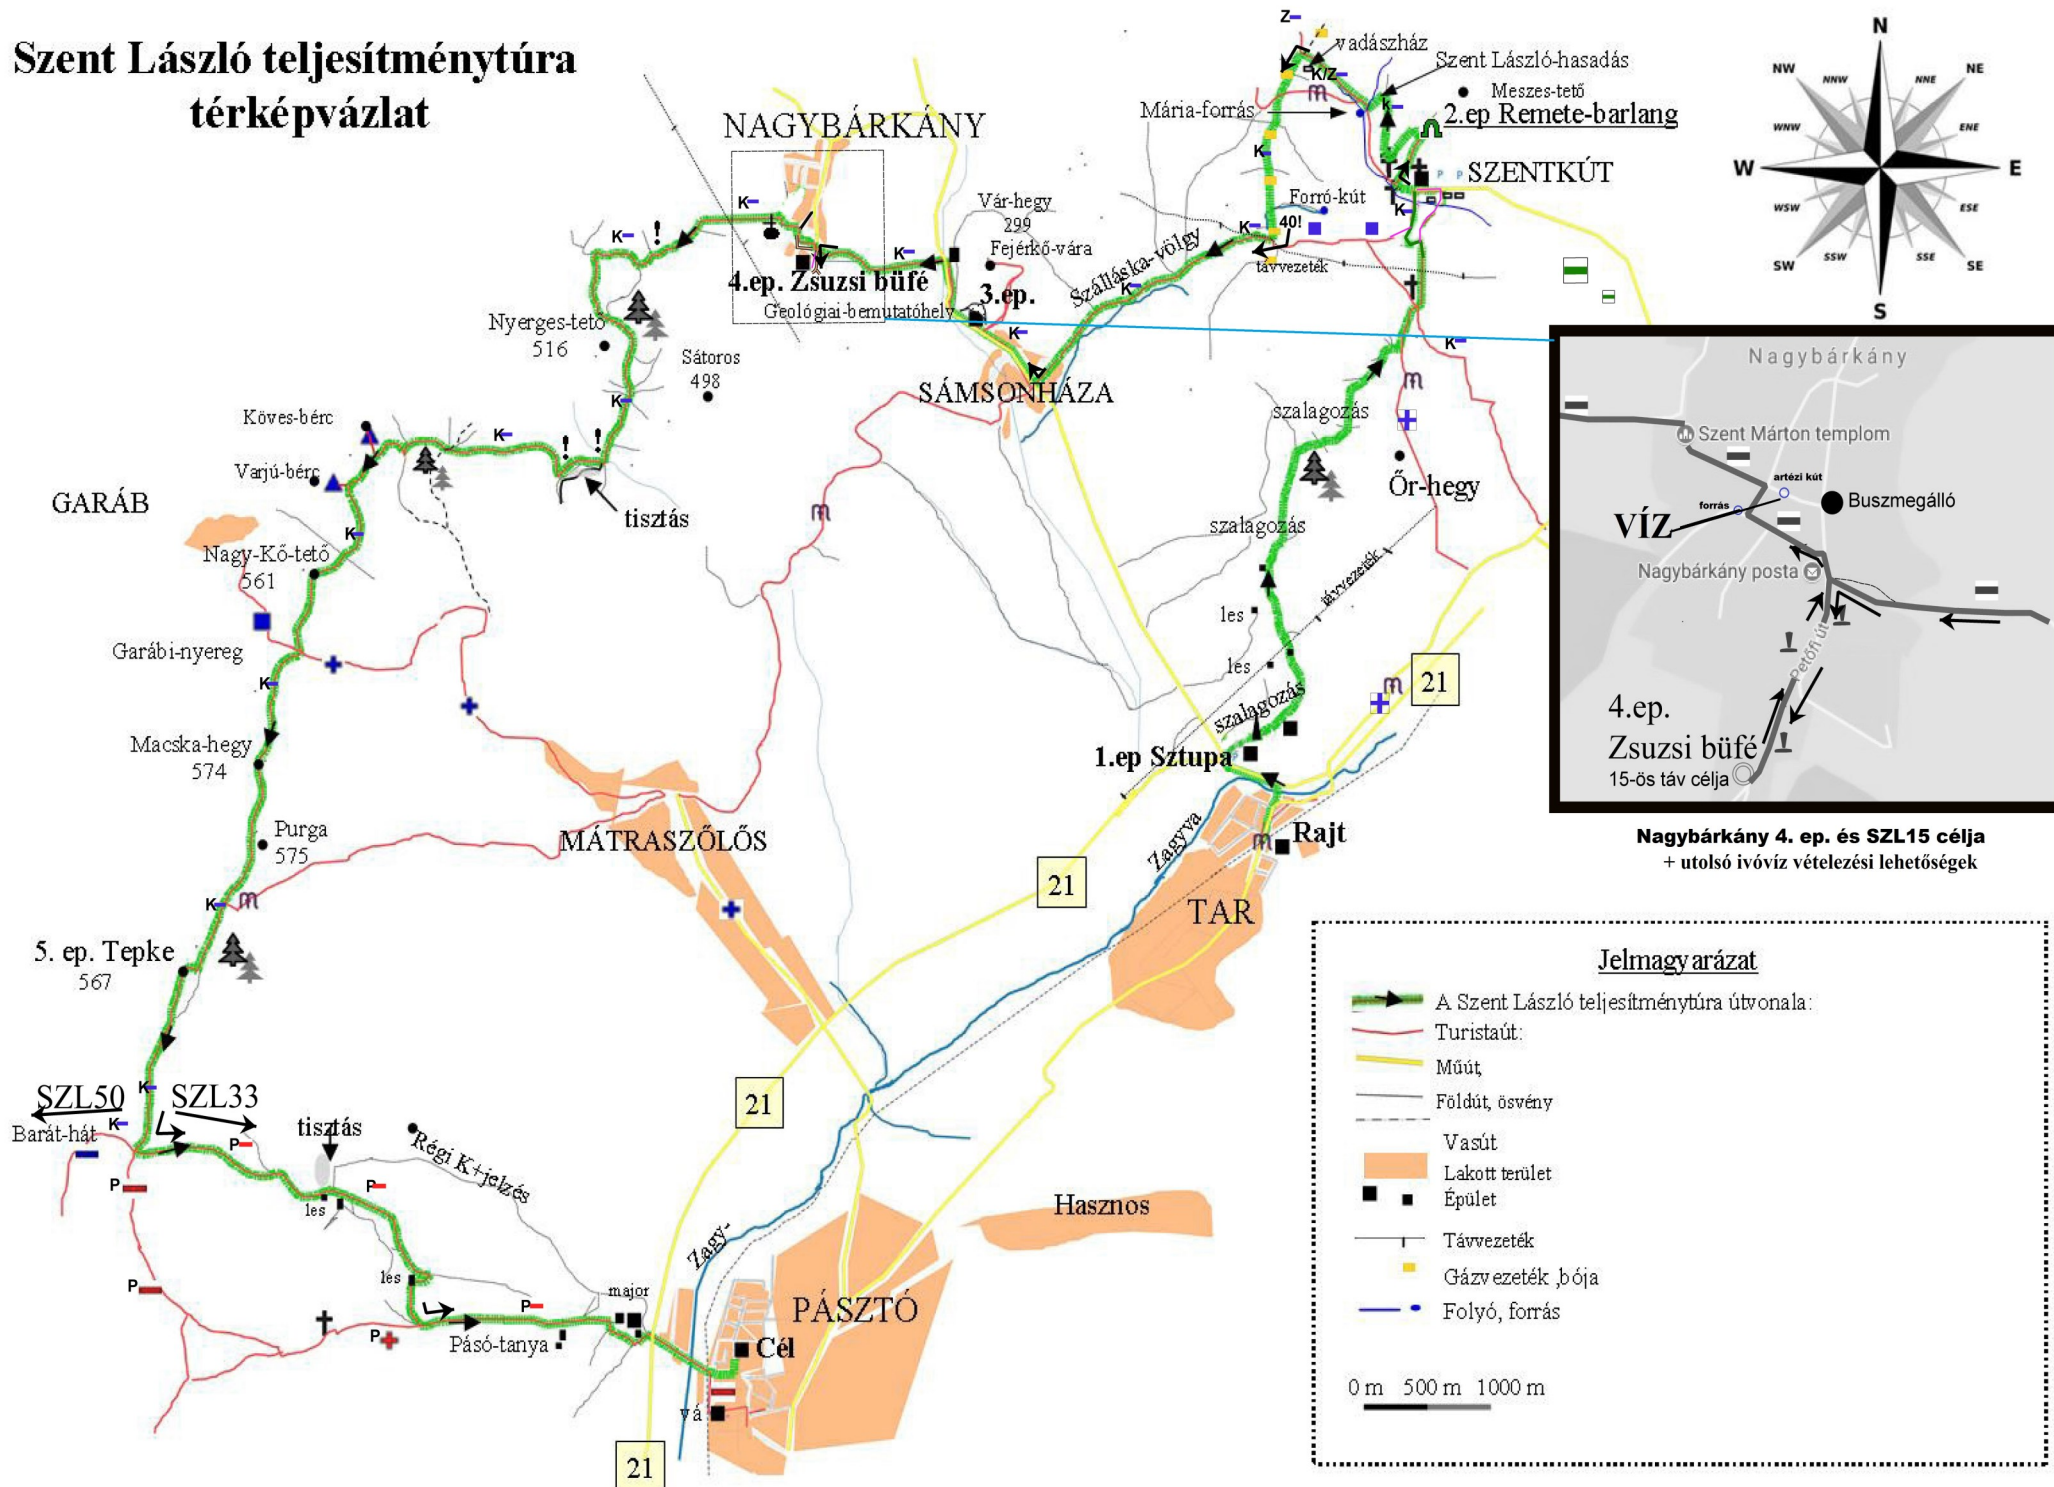 Szent László teljesítménytúra
térképvázlat
N
NNW
NNE
NW
NE
WNW
ENE
W
E
WSW
ESE
SW
SE
SSW
SSE
S
Z
vadászház
K/Z
Szent László-hasadás
Meszes-tető
K
Mária-forrás
2.ep Remete-barlang
NAGYBÁRKÁNY
K
SZENTKÚT
P
P
Forró-kút
K
K
40!
K
Vár-hegy
299
Fejérkő-vára
K
!
K
4.ep. Zsuzsi büfé
Geológiai-bemutatóhely
3.ep.
Szálláska-völgy
K
távvezeték
K
K
Nyerges-tető
516
Sátoros
498
SÁMSONHÁZA
K
szalagozás
Köves-bérc
K
!
!
Varjú-bérc
Őr-hegy
GARÁB
tisztás
szalagozás
K
Nagy-Kő-tető
561
távvezeték
les
Garábi-nyereg
K
les
szalagozás
21
Macska-hegy
574
1.ep Sztupa
Purga
575
MÁTRASZŐLŐS
Zagyva
Rajt
21
TAR
K
5. ep. Tepke
567
SZL50
K
SZL33
21
Barát-hát
K
P
tisztás
Régi K+jelzés
P
P
les
Hasznos
Zagy-
les
P
major
P
PÁSZTÓ
P
Pásó-tanya
Cél
vá
21
Nagybárkány
Szent Márton templom
artézi kút
Buszmegálló
forrás
VÍZ
Nagybárkány posta
Petőfi út
4.ep.
Zsuzsi büfé
15-ös táv célja
Nagybárkány 4. ep. és SZL15 célja
+ utolsó ivóvíz vételezési lehetőségek
Jelmagyarázat
A Szent László teljesítménytúra útvonala:
Turistaút:
Műút,
Földút, ösvény
Vasút
Lakott terület
Épület
Távvezeték
Gázvezeték ,bója
Folyó, forrás
0 m 500 m 1000 m